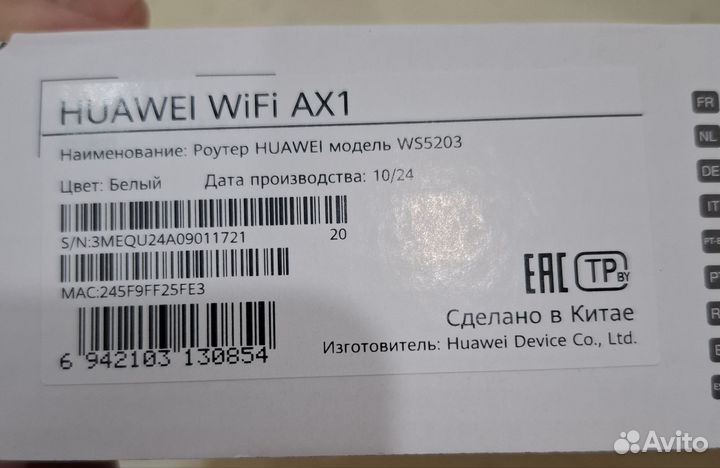 HUAWEI WiFi AX1
Наименование: Роутер HUAWEI модель WS5203
Цвет: Белый Дата производства: 10/24
S/N:3MEQU24A09011721 20
MAC:245F9FF25FE3
EAC TP BY
Сделано в Китае
Изготовитель: Huawei Device Co., Ltd.
6 942103 130854
FR
NL
DE
IT
Avito